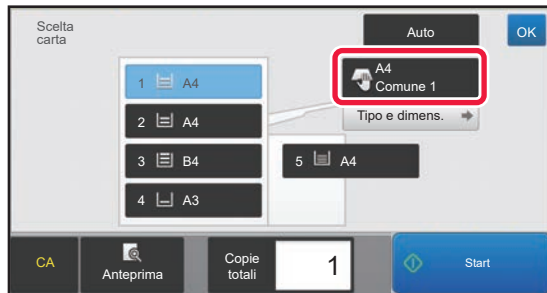 Scelta
carta
Auto
OK
A4
Comune 1
1 A4
Tipo e dimens.
2 A4
3 B4
5 A4
4 A3
CA
Anteprima
Copie
totali
1
Start